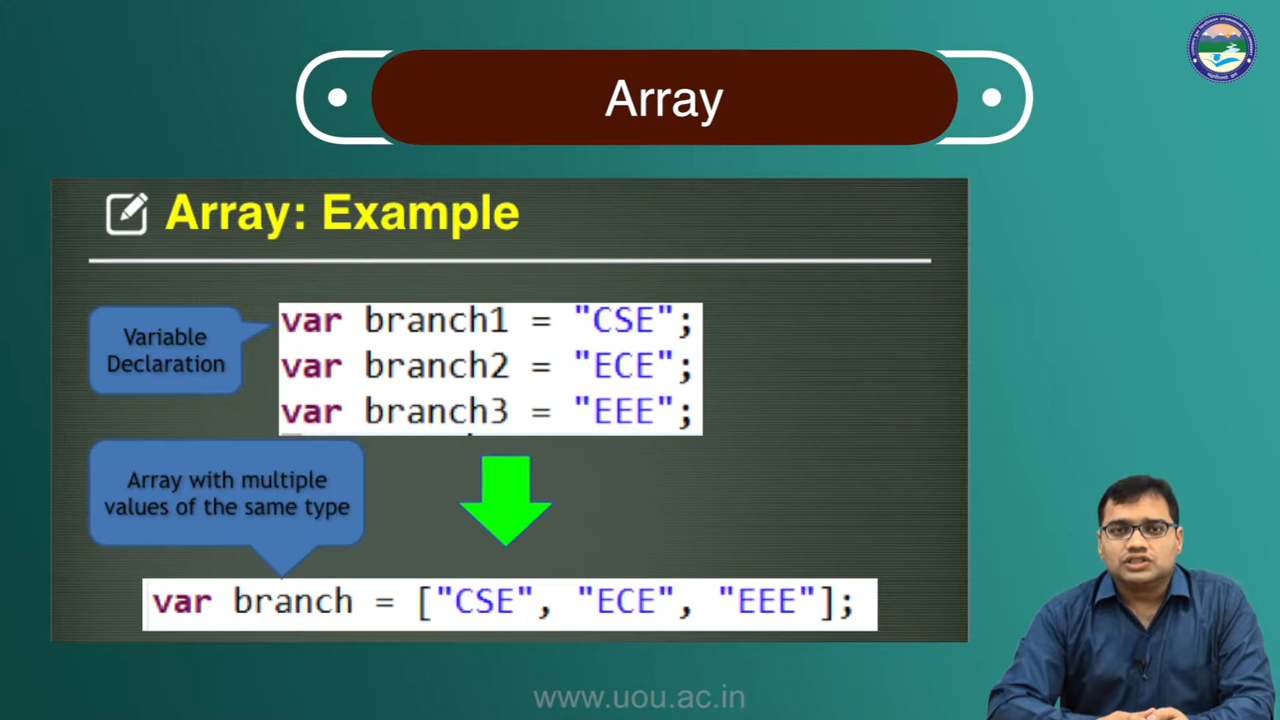 Array
Array: Example
Variable
Declaration
var branch1 = "CSE";
var branch2 = "ECE";
var branch3 = "EEE";
Array with multiple
values of the same type
var branch = ["CSE", "ECE", "EEE"];
www.uou.ac.in